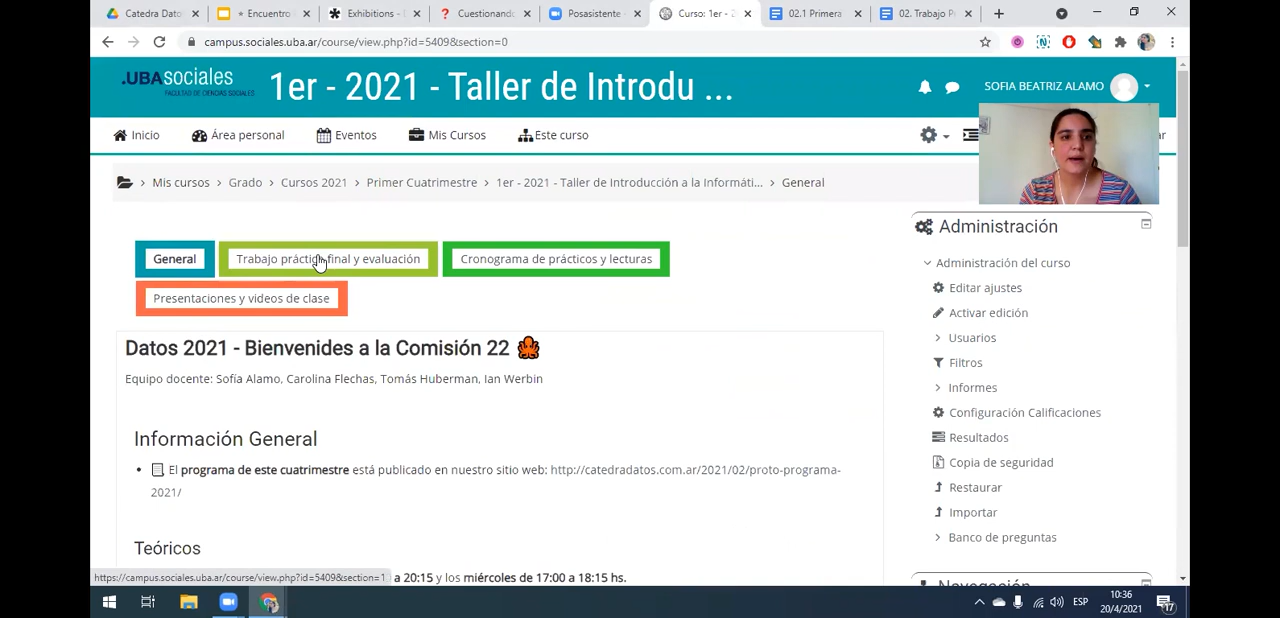 Catedra Dato
★ Encuentro
Exhibitions – E
Cuestionando
Posasistente
Curso: 1er - 2
02.1 Primera
02. Trabajo P
campus.sociales.uba.ar/course/view.php?id=5409&section=0
.UBAsociales
FACULTAD DE CIENCIAS SOCIALES
1er - 2021 - Taller de Introdu ...
SOFIA BEATRIZ ALAMO
Inicio
Área personal
Eventos
Mis Cursos
Este curso
ar
Mis cursos > Grado > Cursos 2021 > Primer Cuatrimestre > 1er - 2021 - Taller de Introducción a la Informáti... > General
General
Trabajo práctico final y evaluación
Cronograma de prácticos y lecturas
Presentaciones y videos de clase
Datos 2021 - Bienvenides a la Comisión 22
Equipo docente: Sofía Alamo, Carolina Flechas, Tomás Huberman, Ian Werbin
Información General
• El programa de este cuatrimestre está publicado en nuestro sitio web: http://catedradatos.com.ar/2021/02/proto-programa-
2021/
Teóricos
a 20:15 y los miércoles de 17:00 a 18:15 hs.
https://campus.sociales.uba.ar/course/view.php?id=5409&section=1
Administración
Administración del curso
Editar ajustes
Activar edición
Usuarios
Filtros
Informes
Configuración Calificaciones
Resultados
Copia de seguridad
Restaurar
Importar
Banco de preguntas
Navegación
ESP
10:36
20/4/2021
17